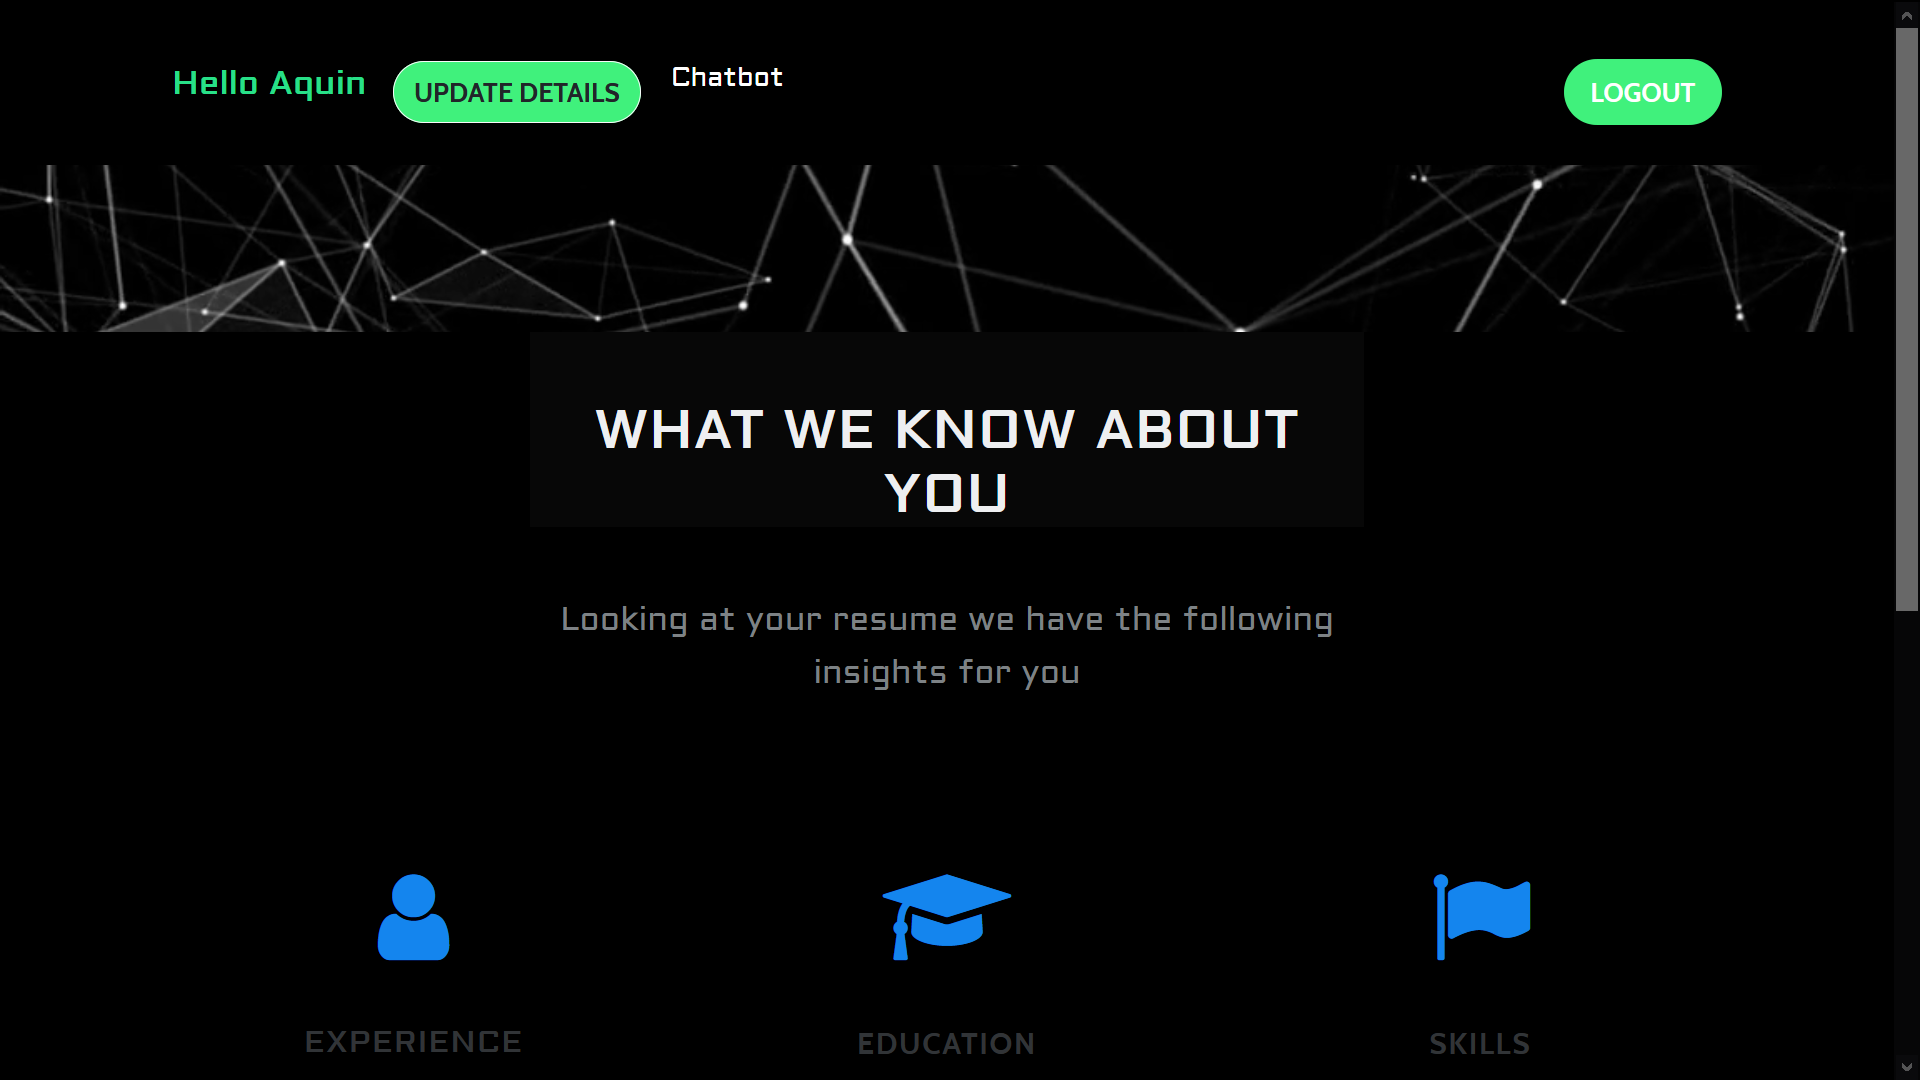 Hello Aquin
UPDATE DETAILS
Chatbot
LOGOUT
WHAT WE KNOW ABOUT
YOU
Looking at your resume we have the following
insights for you
EXPERIENCE
EDUCATION
SKILLS